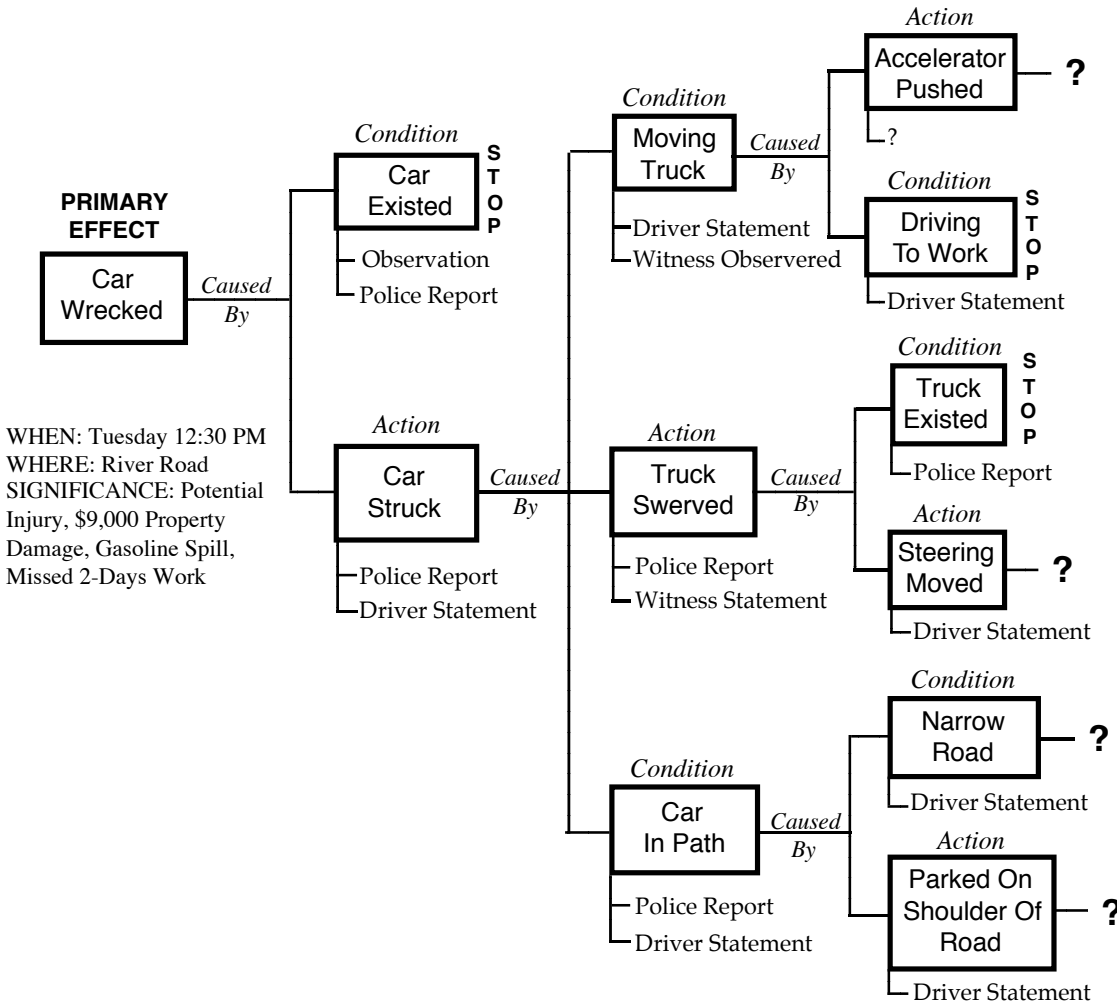 PRIMARY
EFFECT
Car
Wrecked
Caused
By
WHEN: Tuesday 12:30 PM
WHERE: River Road
SIGNIFICANCE: Potential
Injury, $9,000 Property
Damage, Gasoline Spill,
Missed 2-Days Work
Condition
Car
Existed
S
T
O
P
Observation
Police Report
Action
Car
Struck
Caused
By
Police Report
Driver Statement
Condition
Moving
Truck
Caused
By
Driver Statement
Witness Observered
Action
Accelerator
Pushed
?
?
Condition
Driving
To Work
S
T
O
P
Driver Statement
Action
Truck
Swerved
Caused
By
Police Report
Witness Statement
Condition
Truck
Existed
S
T
O
P
Police Report
Action
Steering
Moved
?
Driver Statement
Condition
Car
In Path
Caused
By
Police Report
Driver Statement
Condition
Narrow
Road
?
Driver Statement
Action
Parked On
Shoulder Of
Road
?
Driver Statement